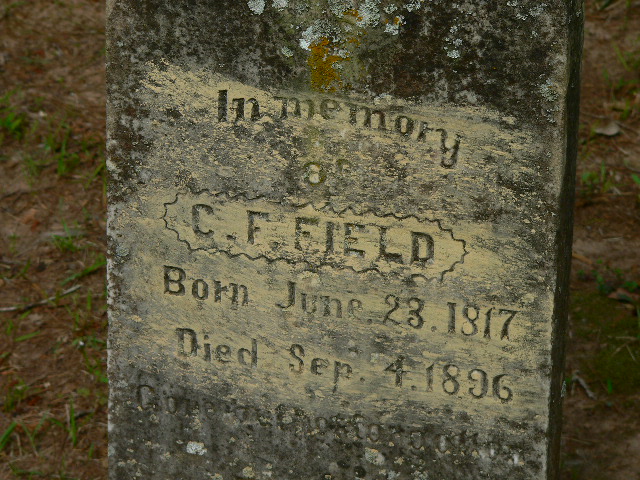 In memory
of
C. F. FIELD
Born June. 23. 1817
Died Sep. 4. 1896